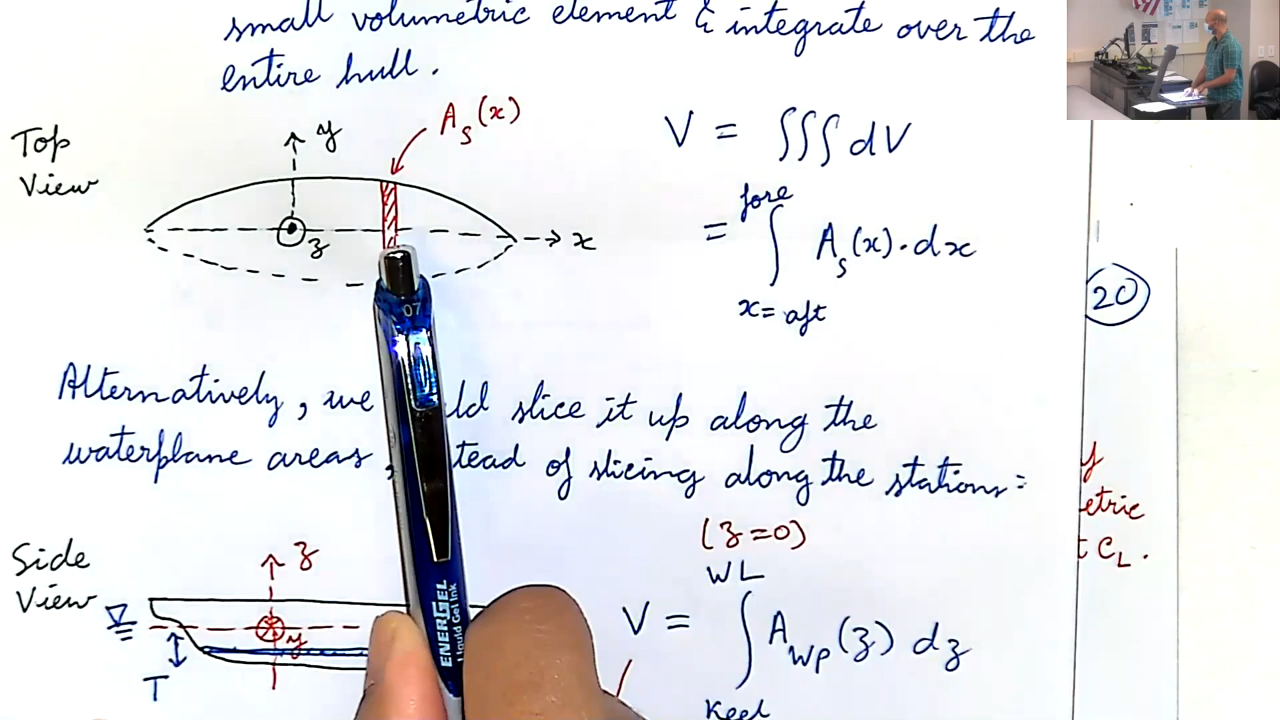 small volumetric element & integrate over the
entire hull.
Top
View
y
A_s(x)
z
x
V = ∫∫∫ dV
fore
= ∫ A_s(x) · dx
x = aft
20
07
Alternatively, we
ld slice it up along the
waterplane areas,
tead of slicing along the stations:
etric
C_L.
Side
View
z
y
T
(z=0)
WL
V = ∫ A_WP(z) dz
Keel
ENERGEL
Liquid Gel Ink